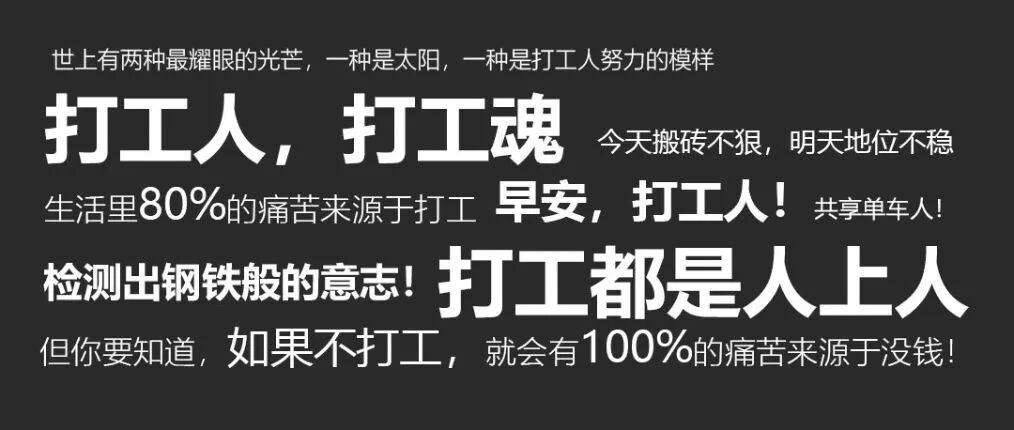 世上有两种最耀眼的光芒，一种是太阳，一种是打工人努力的模样
打工人，打工魂
今天搬砖不狠，明天地位不稳
生活里80%的痛苦来源于打工
早安，打工人！
共享单车人！
检测出钢铁般的意志！
打工都是人上人
但你要知道，如果不打工，就会有100%的痛苦来源于没钱！